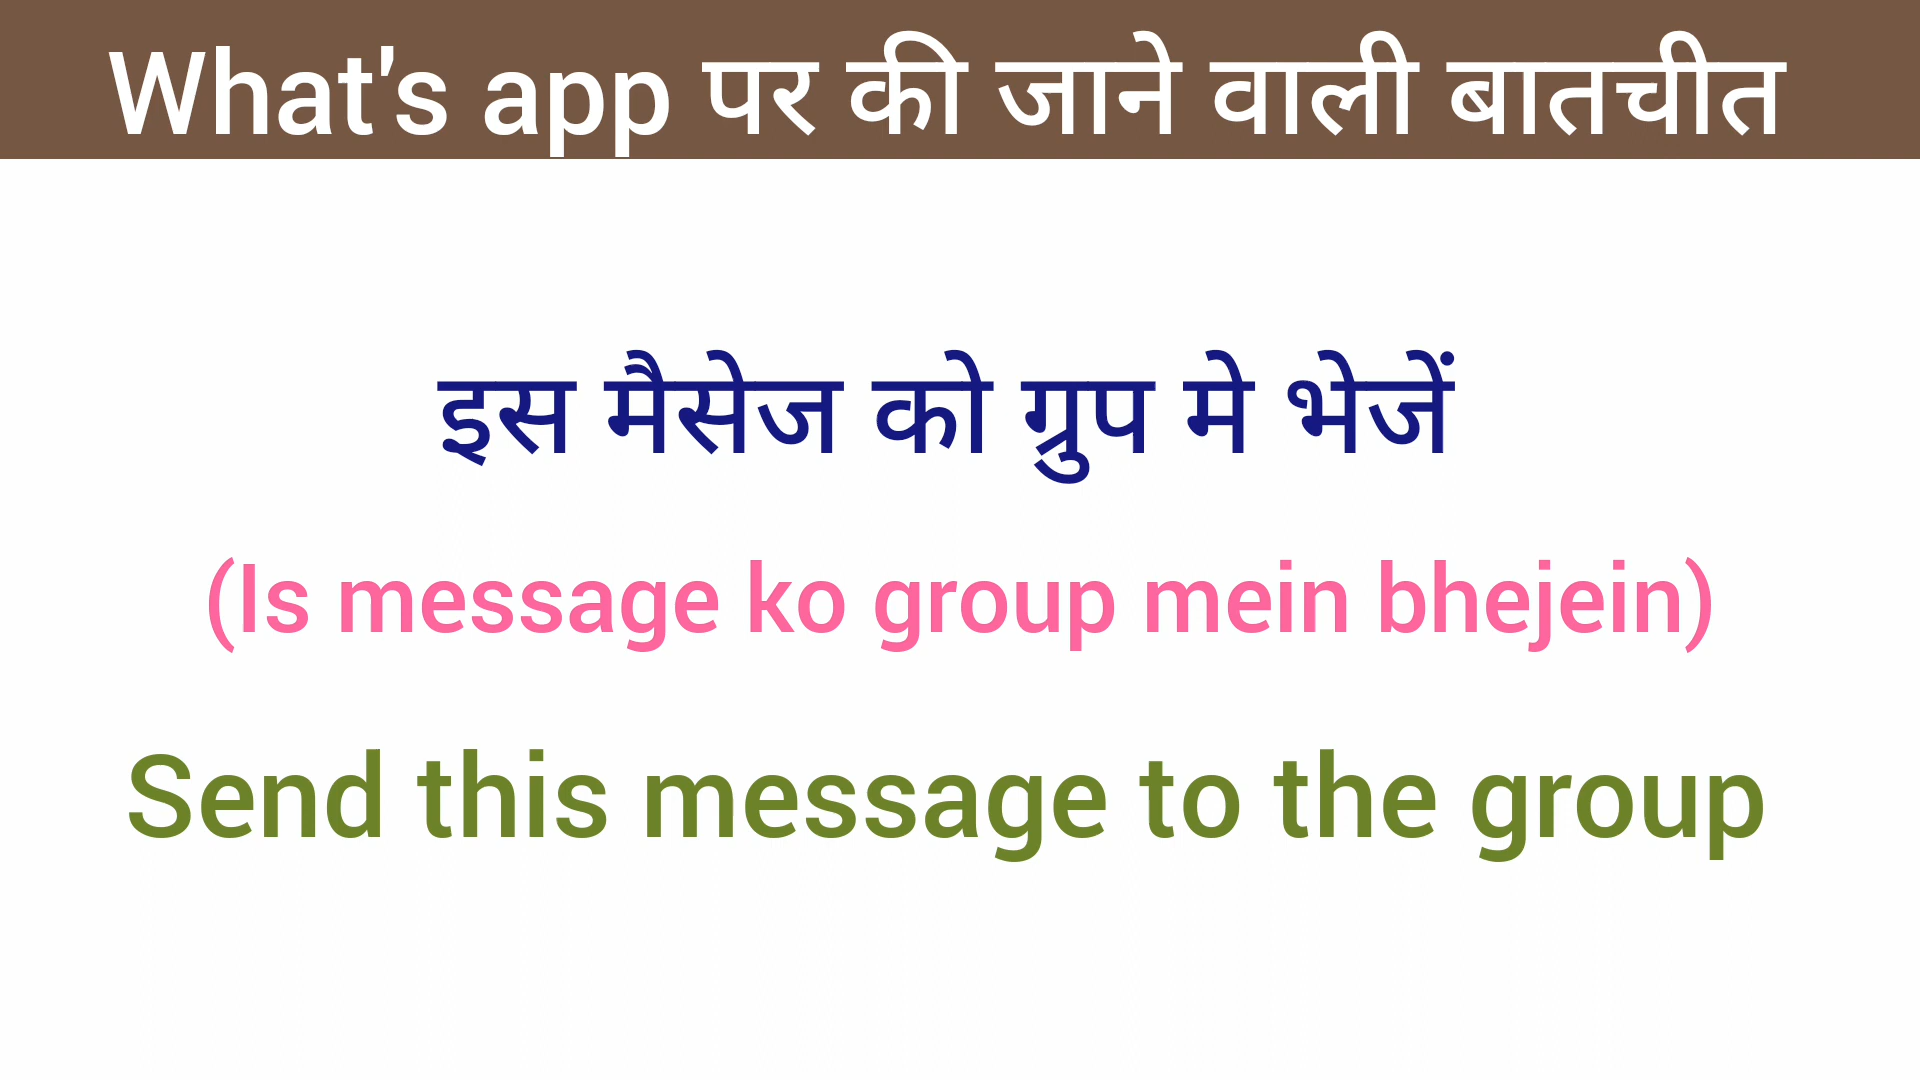 What's app पर की जाने वाली बातचीत
इस मैसेज को ग्रुप मे भेजें
(Is message ko group mein bhejein)
Send this message to the group